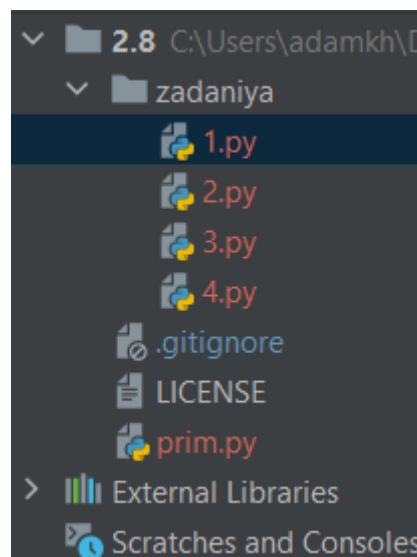 2.8 C:\Users\adamkh\
zadaniya
1.py
2.py
3.py
4.py
.gitignore
LICENSE
prim.py
External Libraries
Scratches and Consoles